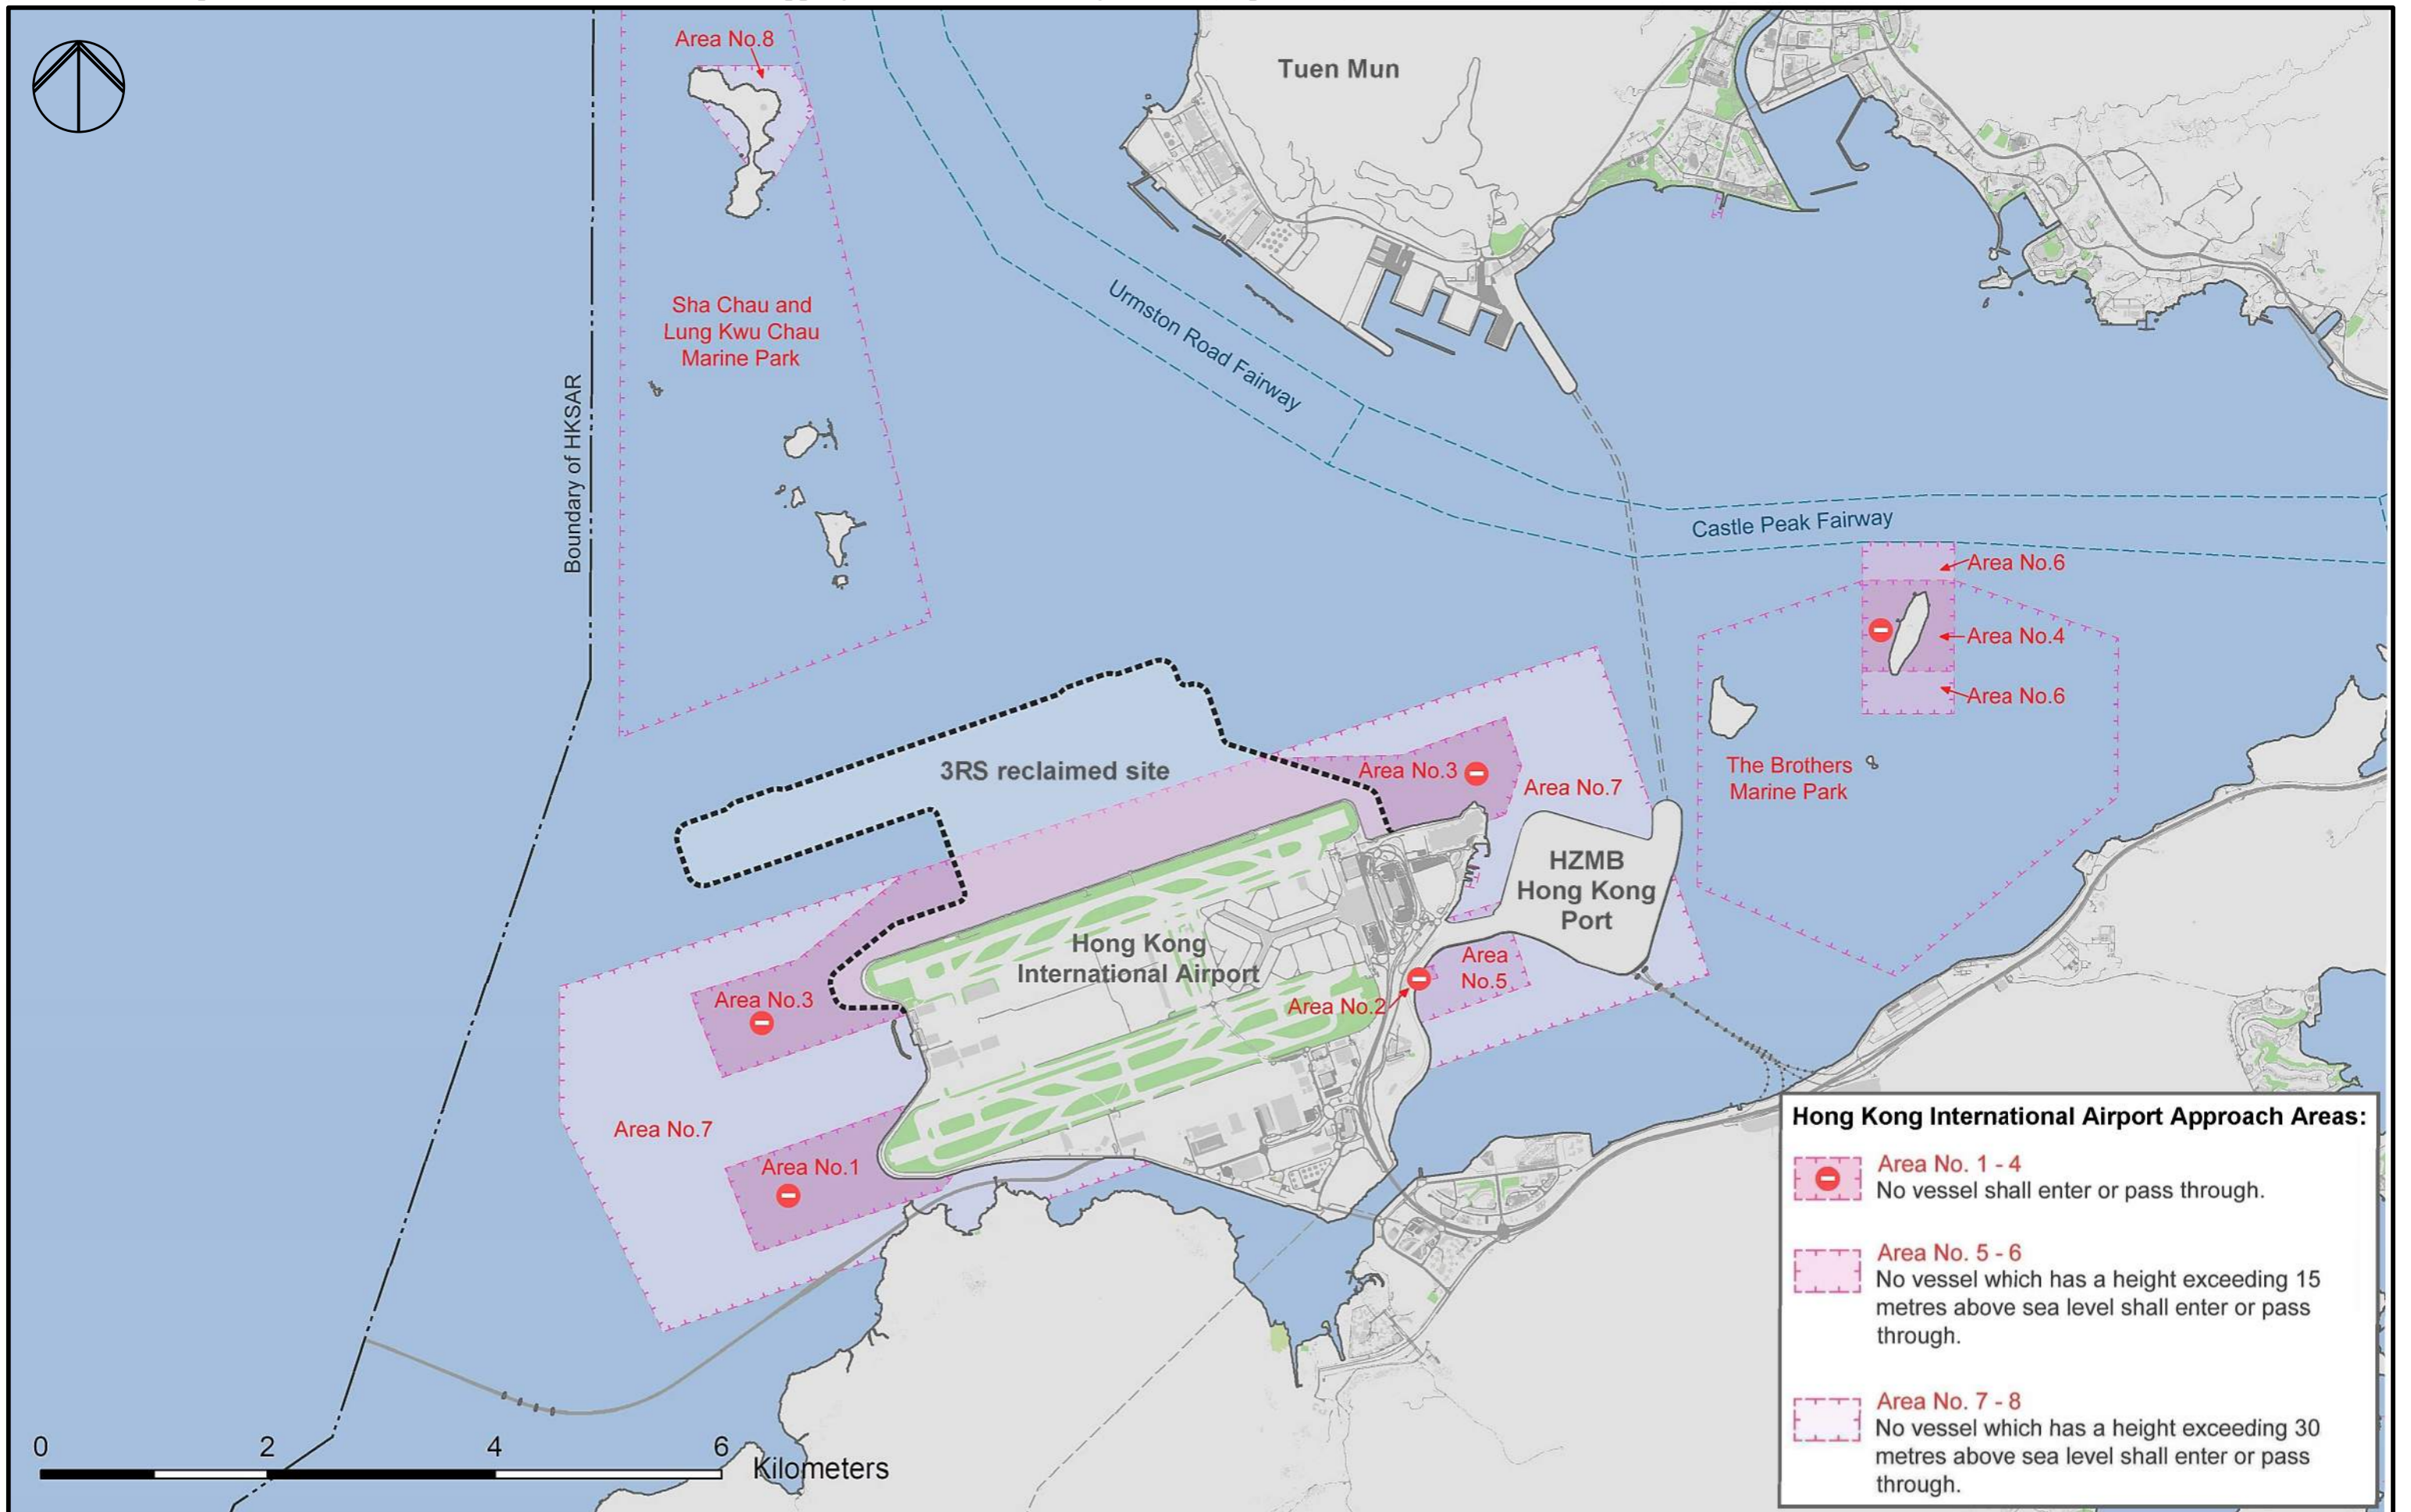 Area No.8
Tuen Mun
Sha Chau and
Lung Kwu Chau
Marine Park
Urmston Road Fairway
Boundary of HKSAR
Castle Peak Fairway
Area No.6
Area No.4
Area No.6
3RS reclaimed site
Area No.3
Area No.7
The Brothers
Marine Park
HZMB
Hong Kong
Port
Hong Kong
International Airport
Area
No.5
Area No.3
Area No.2
Area No.7
Area No.1
Hong Kong International Airport Approach Areas:
Area No. 1 - 4
No vessel shall enter or pass through.
Area No. 5 - 6
No vessel which has a height exceeding 15
metres above sea level shall enter or pass
through.
Area No. 7 - 8
No vessel which has a height exceeding 30
metres above sea level shall enter or pass
through.
0 2 4 6
Kilometers